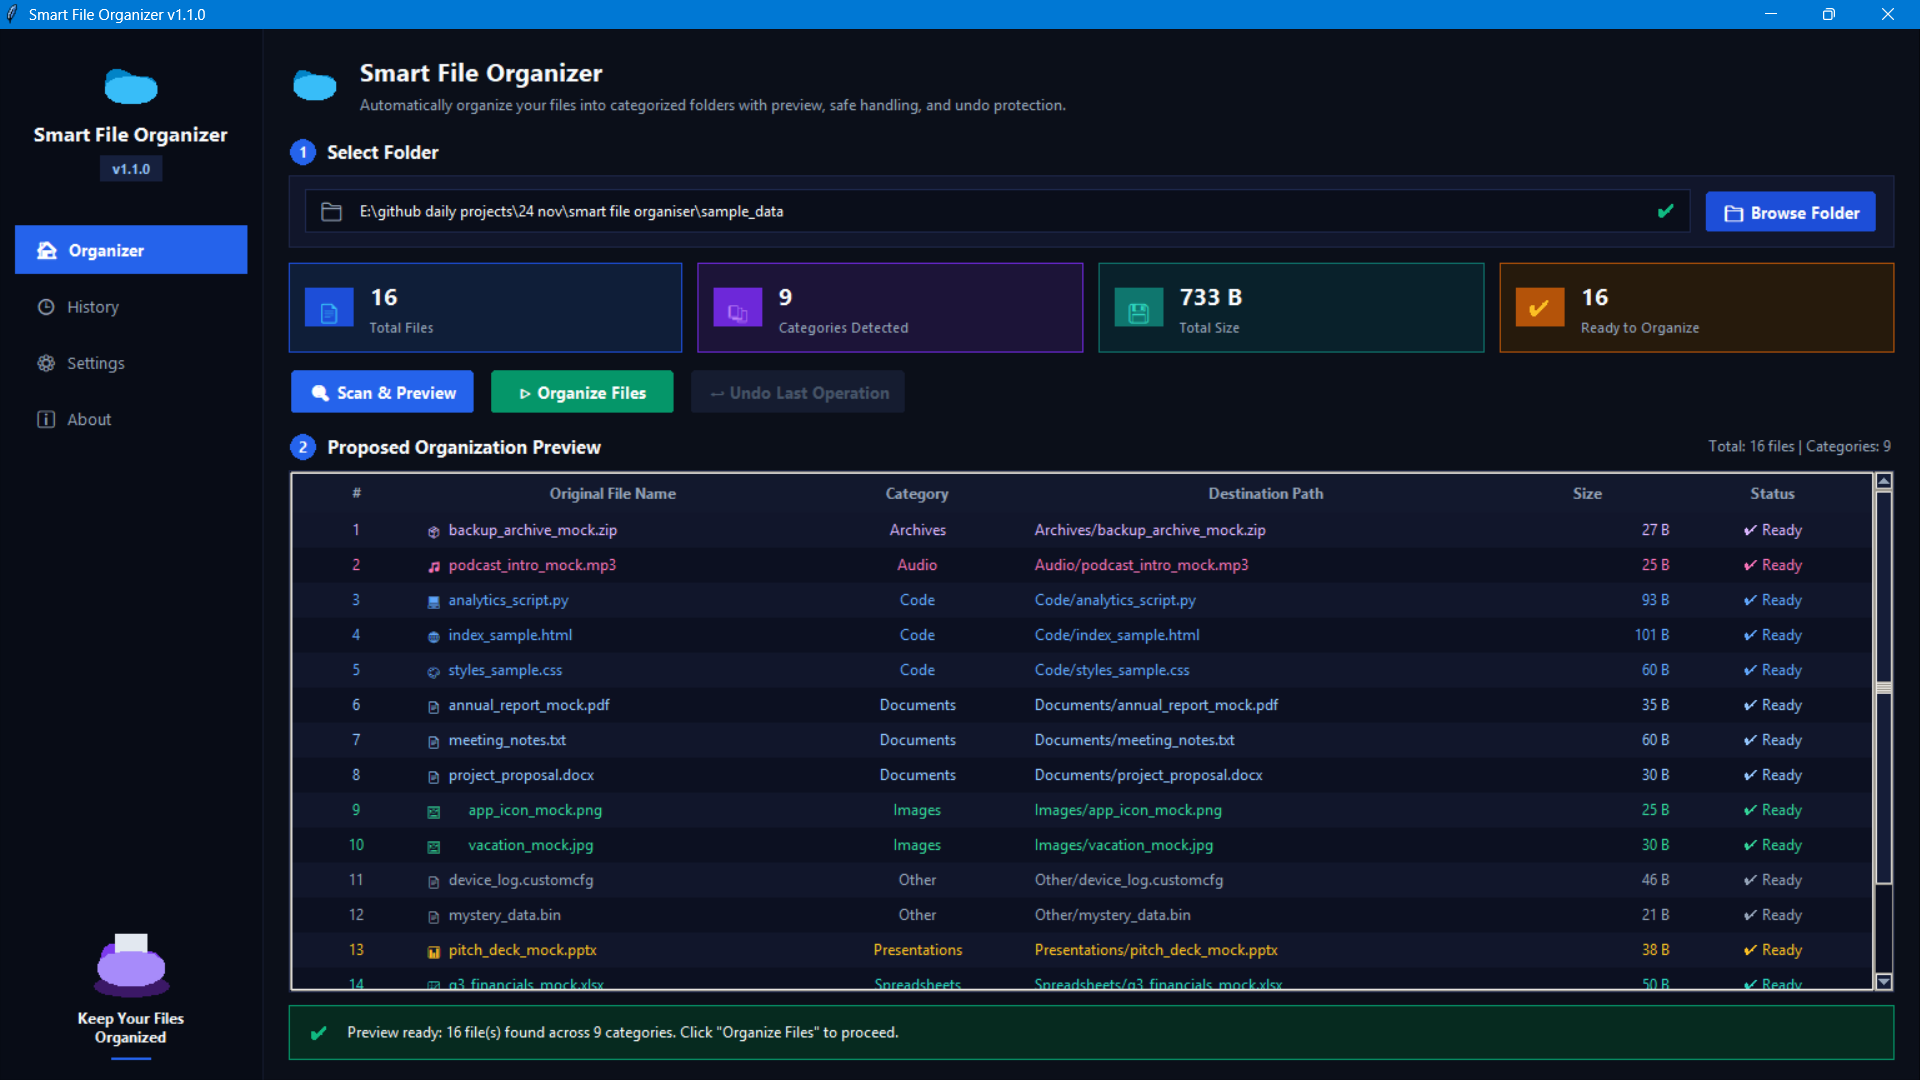 Smart File Organizer v1.1.0
Smart File Organizer
v1.1.0
Organizer
History
Settings
About
Keep Your Files
Organized
Smart File Organizer
Automatically organize your files into categorized folders with preview, safe handling, and undo protection.
1 Select Folder
E:\github daily projects\24 nov\smart file organiser\sample_data ✔ Browse Folder
16
Total Files
9
Categories Detected
733 B
Total Size
16
Ready to Organize
Scan & Preview Organize Files Undo Last Operation
2 Proposed Organization Preview Total: 16 files | Categories: 9
# Original File Name Category Destination Path Size Status
1 backup_archive_mock.zip Archives Archives/backup_archive_mock.zip 27 B ✔ Ready
2 podcast_intro_mock.mp3 Audio Audio/podcast_intro_mock.mp3 25 B ✔ Ready
3 analytics_script.py Code Code/analytics_script.py 93 B ✔ Ready
4 index_sample.html Code Code/index_sample.html 101 B ✔ Ready
5 styles_sample.css Code Code/styles_sample.css 60 B ✔ Ready
6 annual_report_mock.pdf Documents Documents/annual_report_mock.pdf 35 B ✔ Ready
7 meeting_notes.txt Documents Documents/meeting_notes.txt 60 B ✔ Ready
8 project_proposal.docx Documents Documents/project_proposal.docx 30 B ✔ Ready
9 app_icon_mock.png Images Images/app_icon_mock.png 25 B ✔ Ready
10 vacation_mock.jpg Images Images/vacation_mock.jpg 30 B ✔ Ready
11 device_log.customcfg Other Other/device_log.customcfg 46 B ✔ Ready
12 mystery_data.bin Other Other/mystery_data.bin 21 B ✔ Ready
13 pitch_deck_mock.pptx Presentations Presentations/pitch_deck_mock.pptx 38 B ✔ Ready
14 q3_financials_mock.xlsx Spreadsheets Spreadsheets/q3_financials_mock.xlsx 50 B ✔ Ready
✔ Preview ready: 16 file(s) found across 9 categories. Click "Organize Files" to proceed.